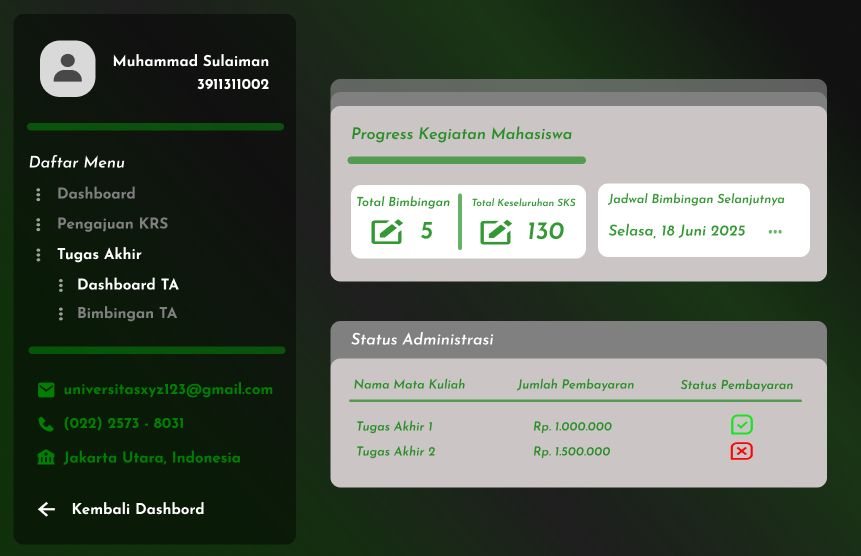 Muhammad Sulaiman
3911311002
Daftar Menu
Dashboard
Pengajuan KRS
Tugas Akhir
Dashboard TA
Bimbingan TA
universitasxyz123@gmail.com
(022) 2573 - 8031
Jakarta Utara, Indonesia
Kembali Dashbord
Progress Kegiatan Mahasiswa
Total Bimbingan
5
Total Keseluruhan SKS
130
Jadwal Bimbingan Selanjutnya
Selasa, 18 Juni 2025 ...
Status Administrasi
Nama Mata Kuliah Jumlah Pembayaran Status Pembayaran
Tugas Akhir 1 Rp. 1.000.000
Tugas Akhir 2 Rp. 1.500.000